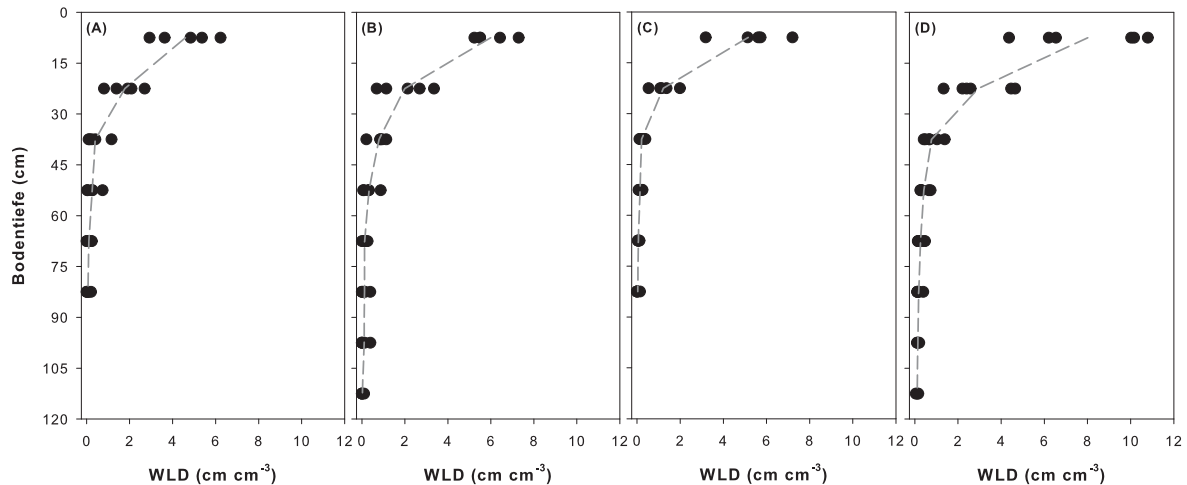 (A) (B) (C) (D)
0
15
30
45
60
75
90
105
120
Bodentiefe (cm)
0 2 4 6 8 10 12 0 2 4 6 8 10 12 0 2 4 6 8 10 12 0 2 4 6 8 10 12
WLD (cm cm⁻³) WLD (cm cm⁻³) WLD (cm cm⁻³) WLD (cm cm⁻³)